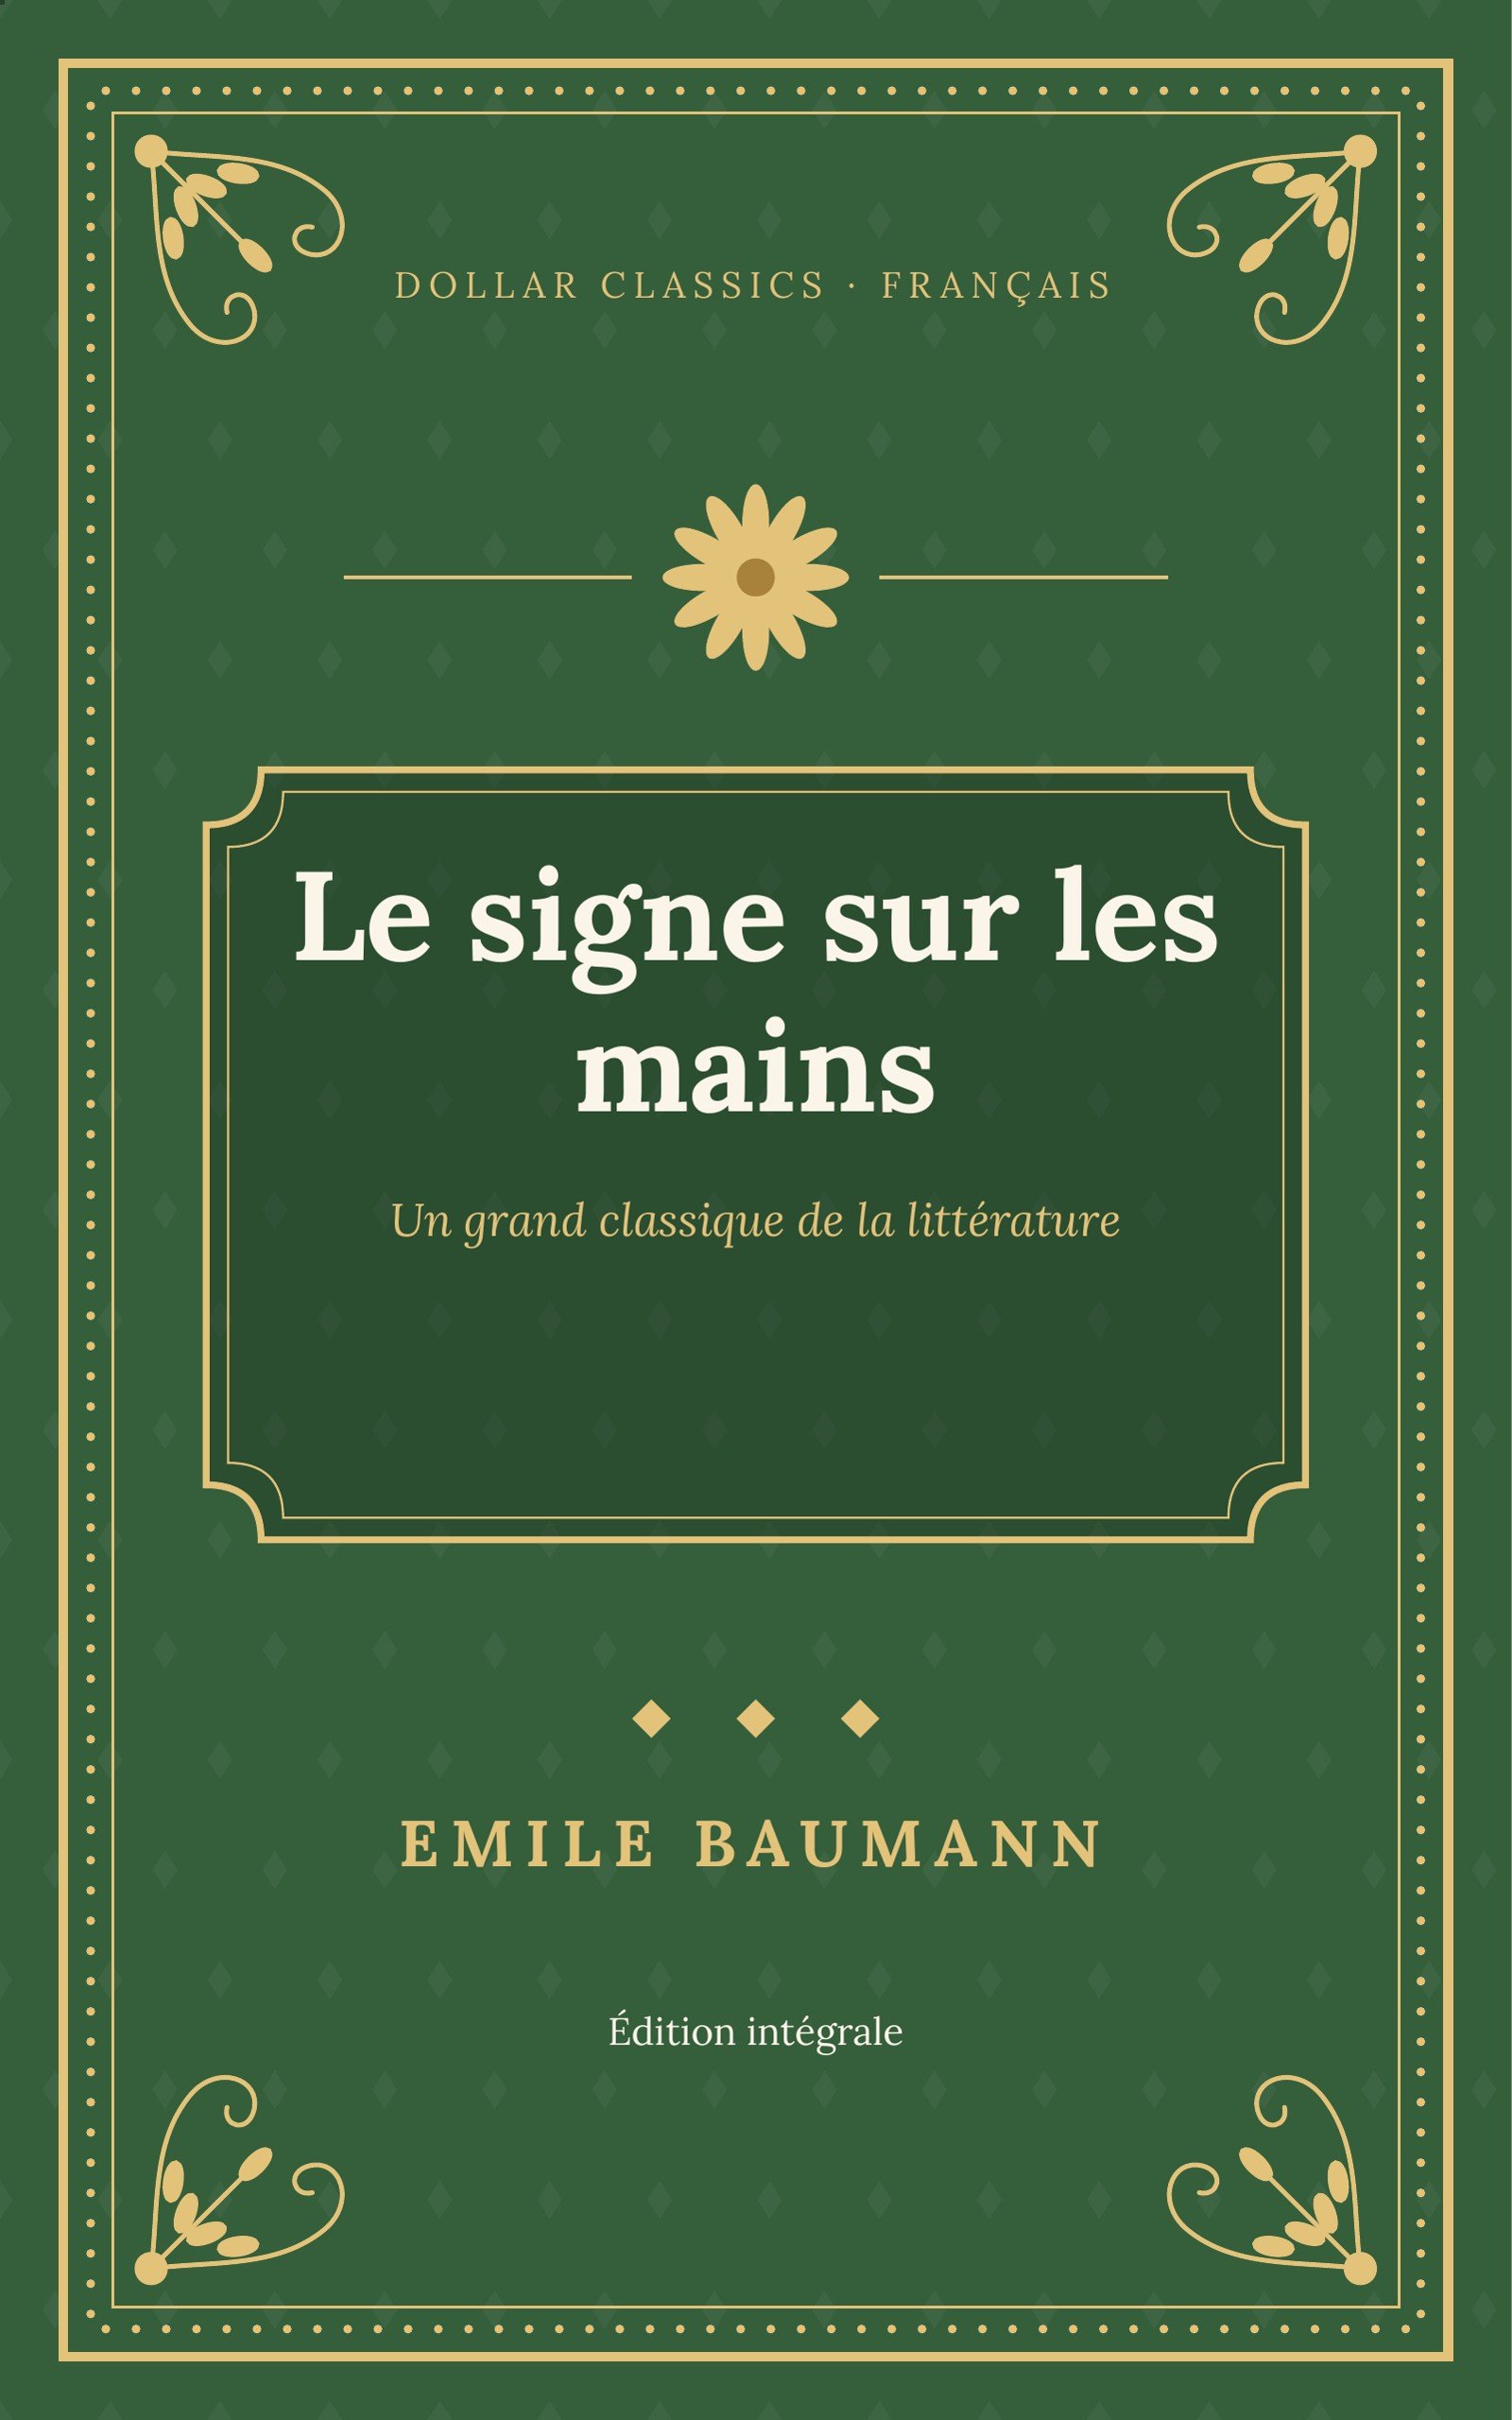 DOLLAR CLASSICS · FRANÇAIS
Le signe sur les
mains
Un grand classique de la littérature
EMILE BAUMANN
Édition intégrale